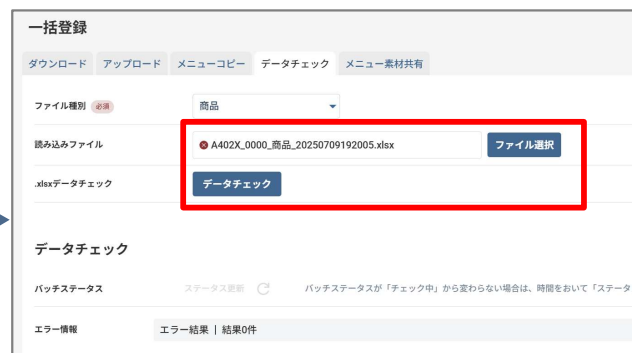 一括登録
ダウンロード アップロード メニューコピー データチェック メニュー素材共有
ファイル種別 必須 商品
読み込みファイル A402X_0000_商品_20250709192005.xlsx ファイル選択
.xlsxデータチェック データチェック
データチェック
バッチステータス ステータス更新 バッチステータスが「チェック中」から変わらない場合は、時間をおいて「ステータ
エラー情報 エラー結果 | 結果0件